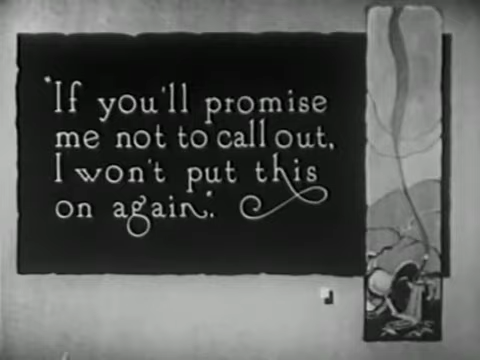 "If you'll promise
me not to call out,
I won't put this
on again".